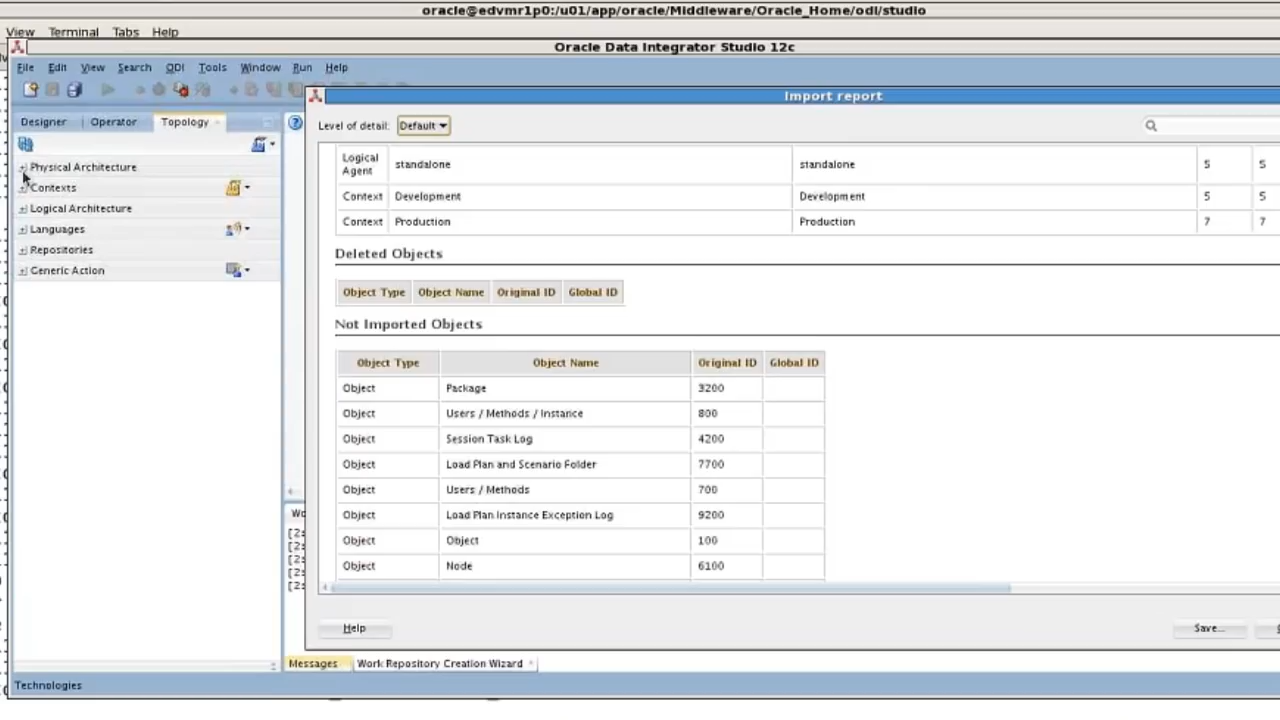 oracle@edvmr1p0:/u01/app/oracle/Middleware/Oracle_Home/odi/studio
View Terminal Tabs Help
Oracle Data Integrator Studio 12c
File Edit View Search ODI Tools Window Run Help
Import report
Designer Operator Topology
Level of detail: Default
Physical Architecture
Contexts
Logical Architecture
Languages
Repositories
Generic Action
Logical Agent standalone standalone 5 5
Context Development Development 5 5
Context Production Production 7 7
Deleted Objects
Object Type Object Name Original ID Global ID
Not Imported Objects
Object Type Object Name Original ID Global ID
Object Package 3200
Object Users / Methods / Instance 800
Object Session Task Log 4200
Object Load Plan and Scenario Folder 7700
Object Users / Methods 700
Object Load Plan Instance Exception Log 9200
Object Object 100
Object Node 6100
Wo
[2:
[2:
[2:
[2:
[2:
Help Save...
Messages Work Repository Creation Wizard
Technologies